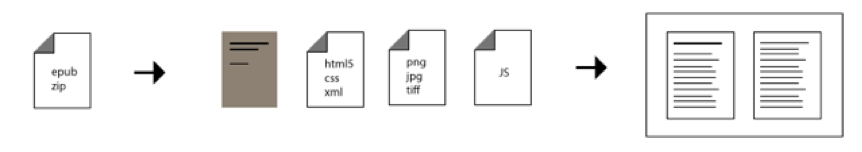 epub
zip
html5
css
xml
png
jpg
tiff
JS